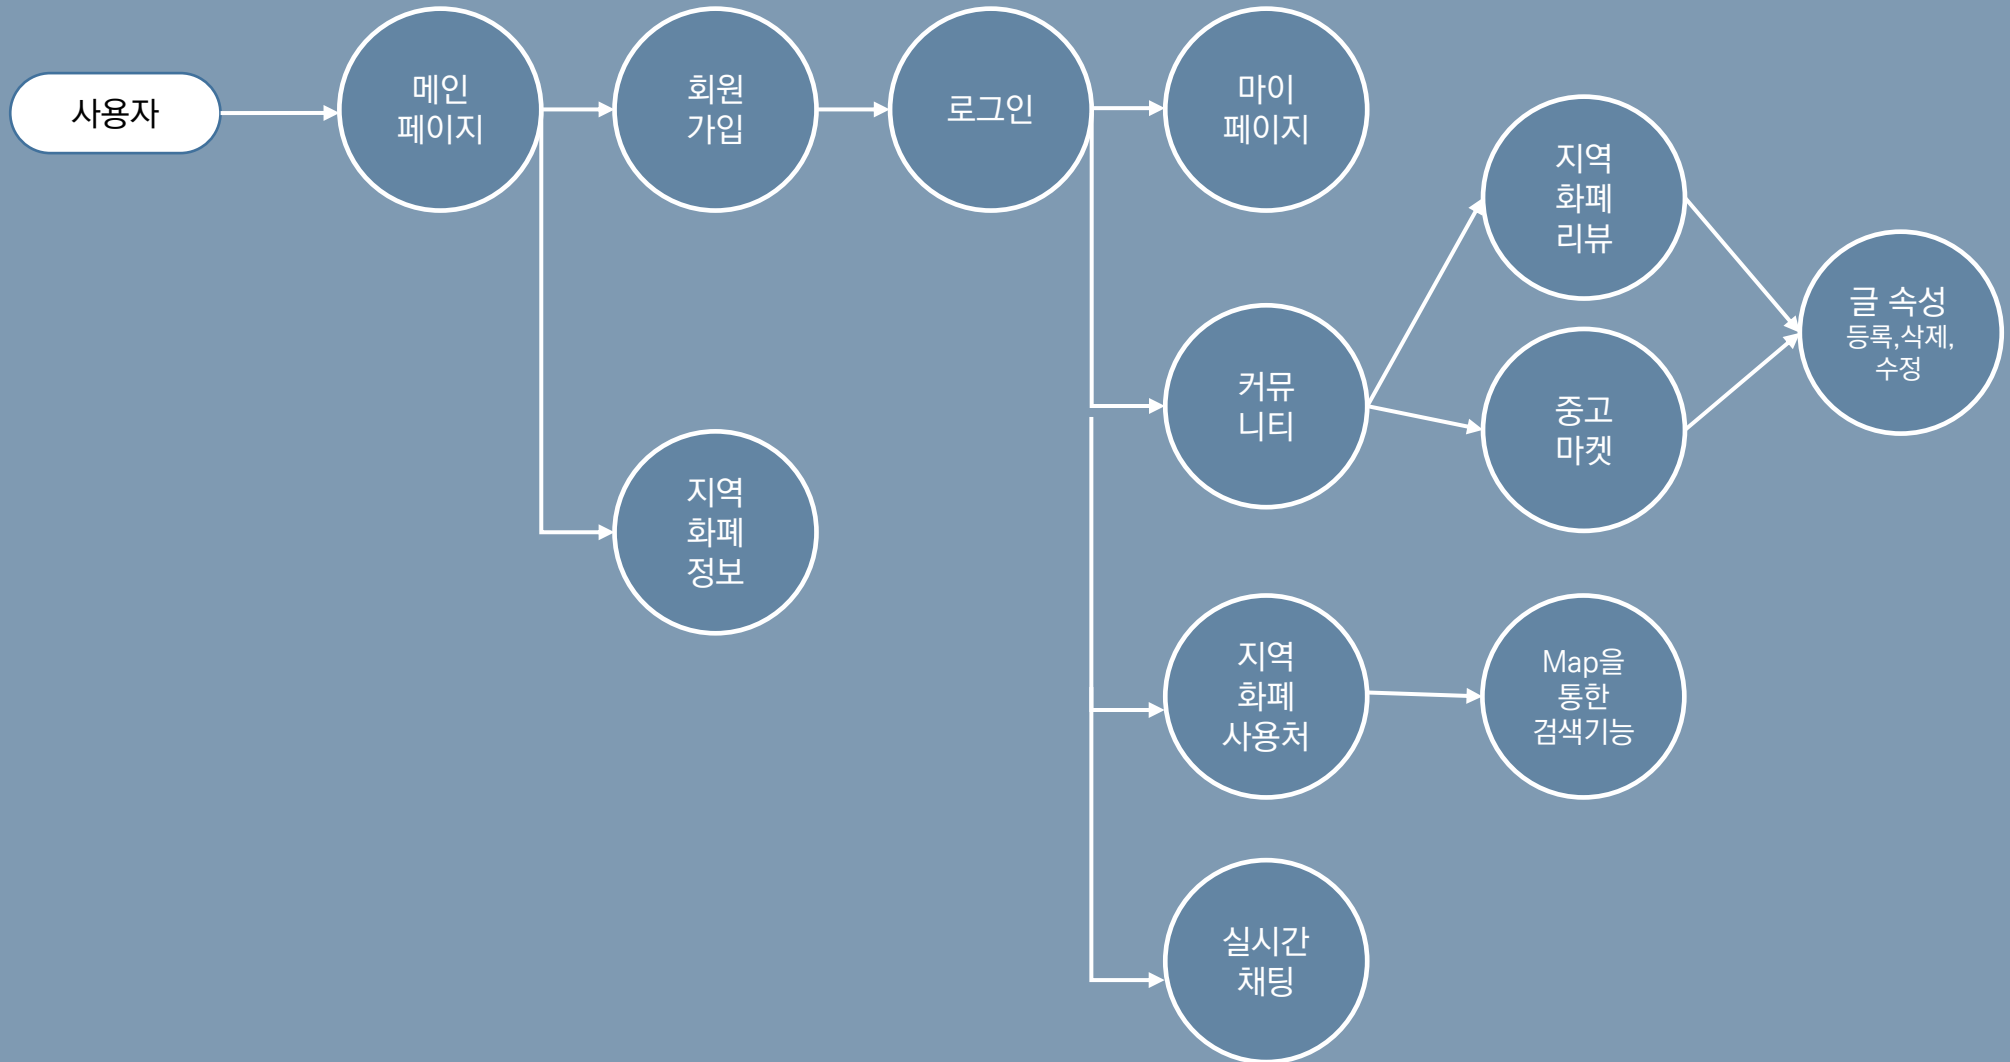 사용자
메인
페이지
회원
가입
로그인
마이
페이지
지역
화폐
리뷰
글 속성
등록,삭제,
수정
커뮤
니티
중고
마켓
지역
화폐
정보
지역
화폐
사용처
Map을
통한
검색기능
실시간
채팅